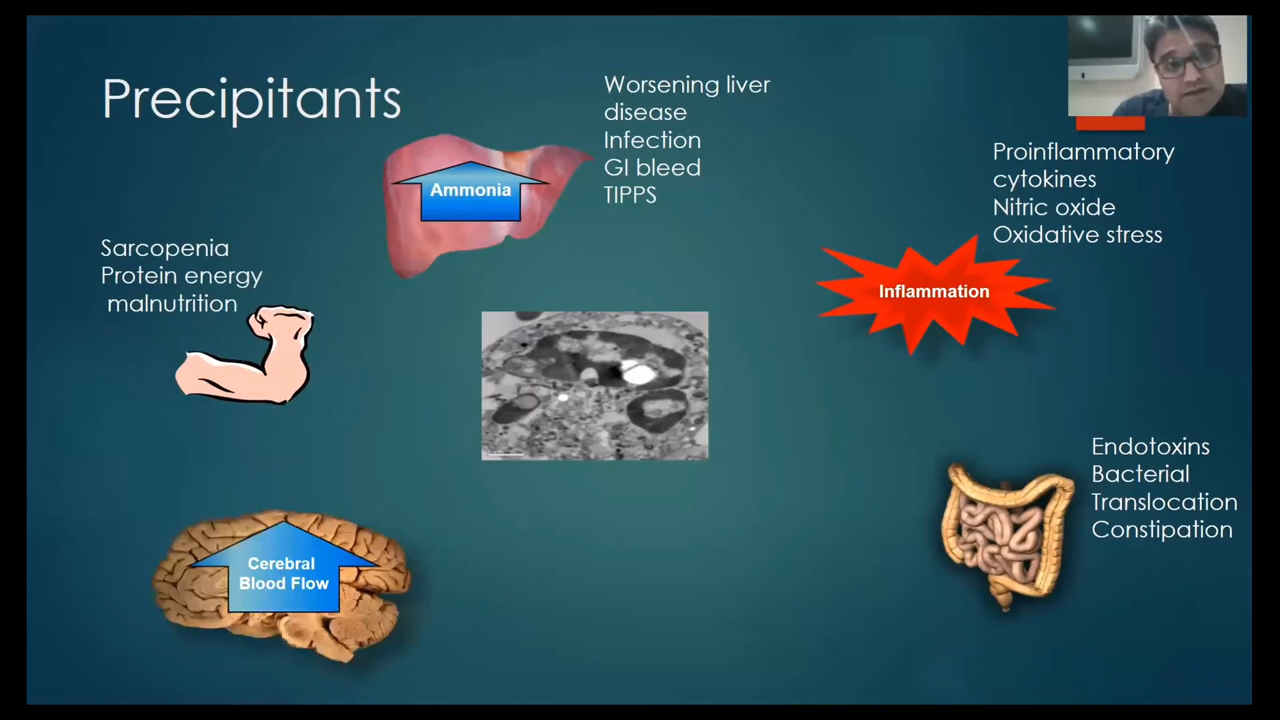 Precipitants
Worsening liver
disease
Infection
GI bleed
TIPPS
Ammonia
Proinflammatory
cytokines
Nitric oxide
Oxidative stress
Inflammation
Sarcopenia
Protein energy
malnutrition
Endotoxins
Bacterial
Translocation
Constipation
Cerebral
Blood Flow